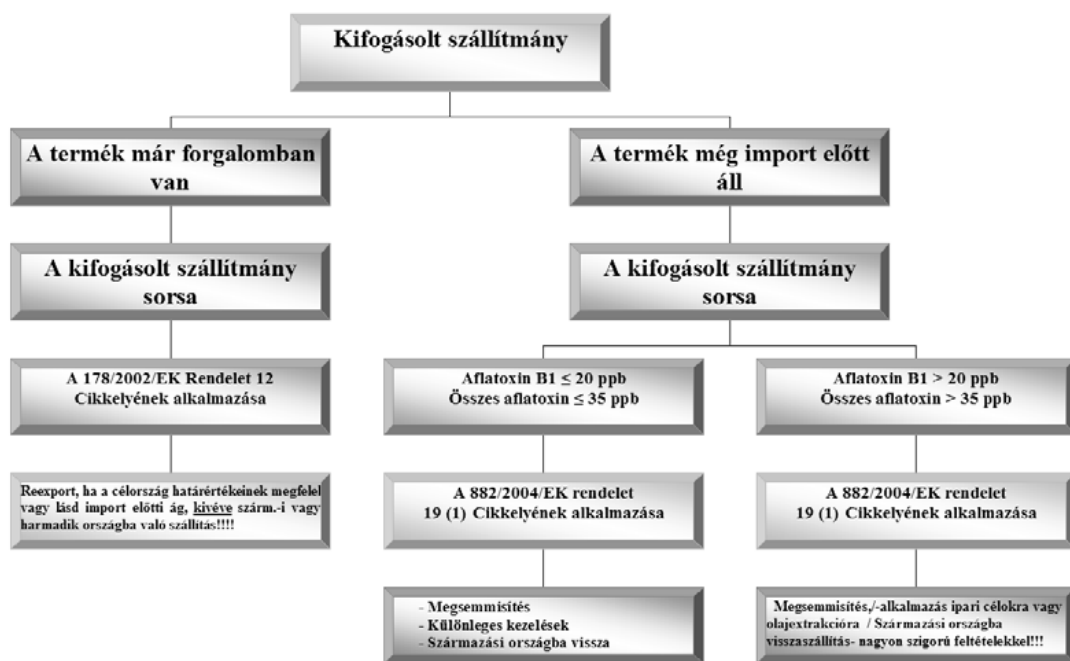 Kifogásolt szállítmány
A termék már forgalomban
van
A kifogásolt szállítmány
sorsa
A 178/2002/EK Rendelet 12
Cikkelyének alkalmazása
Reexport, ha a célország határértékeinek megfelel
vagy lásd import előtti ág, kivéve szárm.-i vagy
harmadik országba való szállítás!!!!
A termék még import előtt
áll
A kifogásolt szállítmány
sorsa
Aflatoxin B1 ≤ 20 ppb
Összes aflatoxin ≤ 35 ppb
A 882/2004/EK rendelet
19 (1) Cikkelyének alkalmazása
- Megsemmisítés
- Különleges kezelések
- Származási országba vissza
Aflatoxin B1 > 20 ppb
Összes aflatoxin > 35 ppb
A 882/2004/EK rendelet
19 (1) Cikkelyének alkalmazása
Megsemmisítés,/-alkalmazás ipari célokra vagy
olajextrakcióra / Származási országba
visszaszállítás- nagyon szigorú feltételekkel!!!